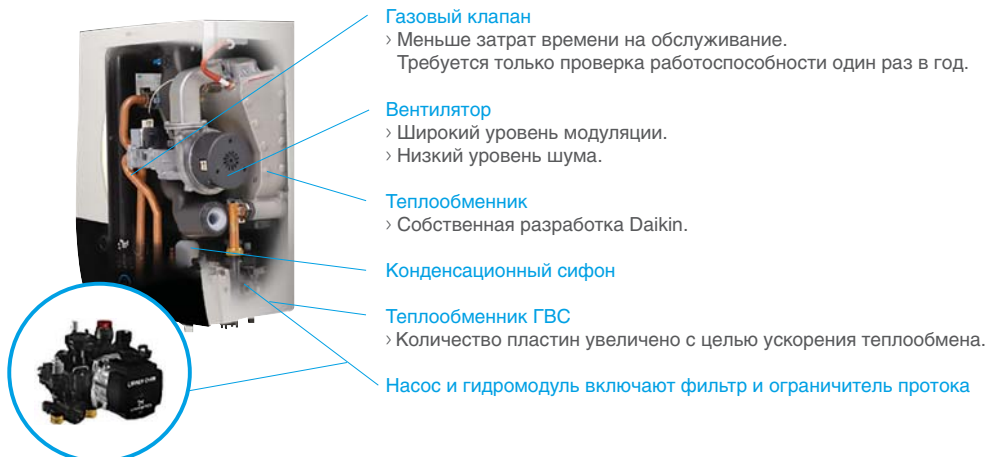 Газовый клапан
› Меньше затрат времени на обслуживание.
Требуется только проверка работоспособности один раз в год.
Вентилятор
› Широкий уровень модуляции.
› Низкий уровень шума.
Теплообменник
› Собственная разработка Daikin.
Конденсационный сифон
Теплообменник ГВС
› Количество пластин увеличено с целью ускорения теплообмена.
Насос и гидромодуль включают фильтр и ограничитель протока